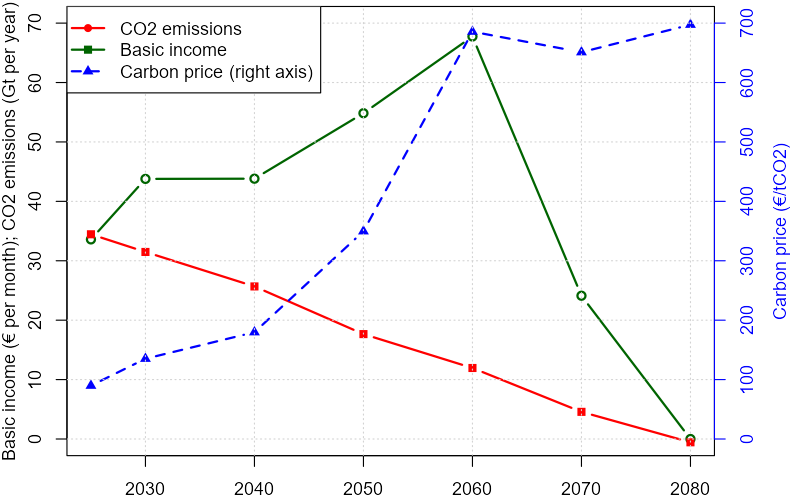 Basic income (€ per month); CO2 emissions (Gt per year)
70
60
50
40
30
20
10
0
CO2 emissions
Basic income
Carbon price (right axis)
2030 2040 2050 2060 2070 2080
700
600
500
400
300
200
100
0
Carbon price (€/tCO2)